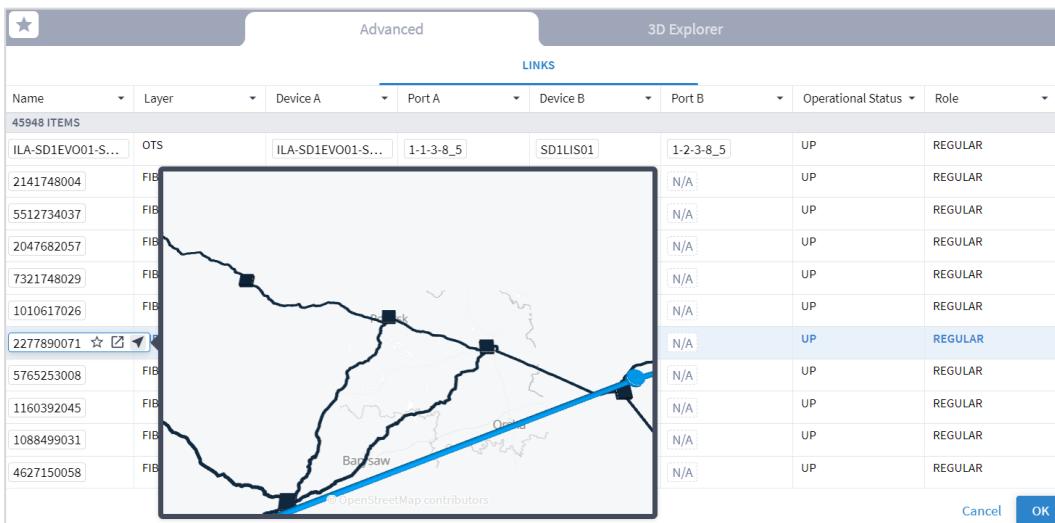 Advanced 3D Explorer
LINKS
Name Layer Device A Port A Device B Port B Operational Status Role
45948 ITEMS
ILA-SD1EVO01-S... OTS ILA-SD1EVO01-S... 1-1-3-8_5 SD1LIS01 1-2-3-8_5 UP REGULAR
2141748004 FIB N/A UP REGULAR
5512734037 FIB N/A UP REGULAR
2047682057 FIB N/A UP REGULAR
7321748029 FIB N/A UP REGULAR
1010617026 FIB N/A UP REGULAR
2277890071 N/A UP REGULAR
5765253008 FIB N/A UP REGULAR
1160392045 FIB N/A UP REGULAR
1088499031 FIB N/A UP REGULAR
4627150058 FIB N/A UP REGULAR
© OpenStreetMap contributors
Cancel OK